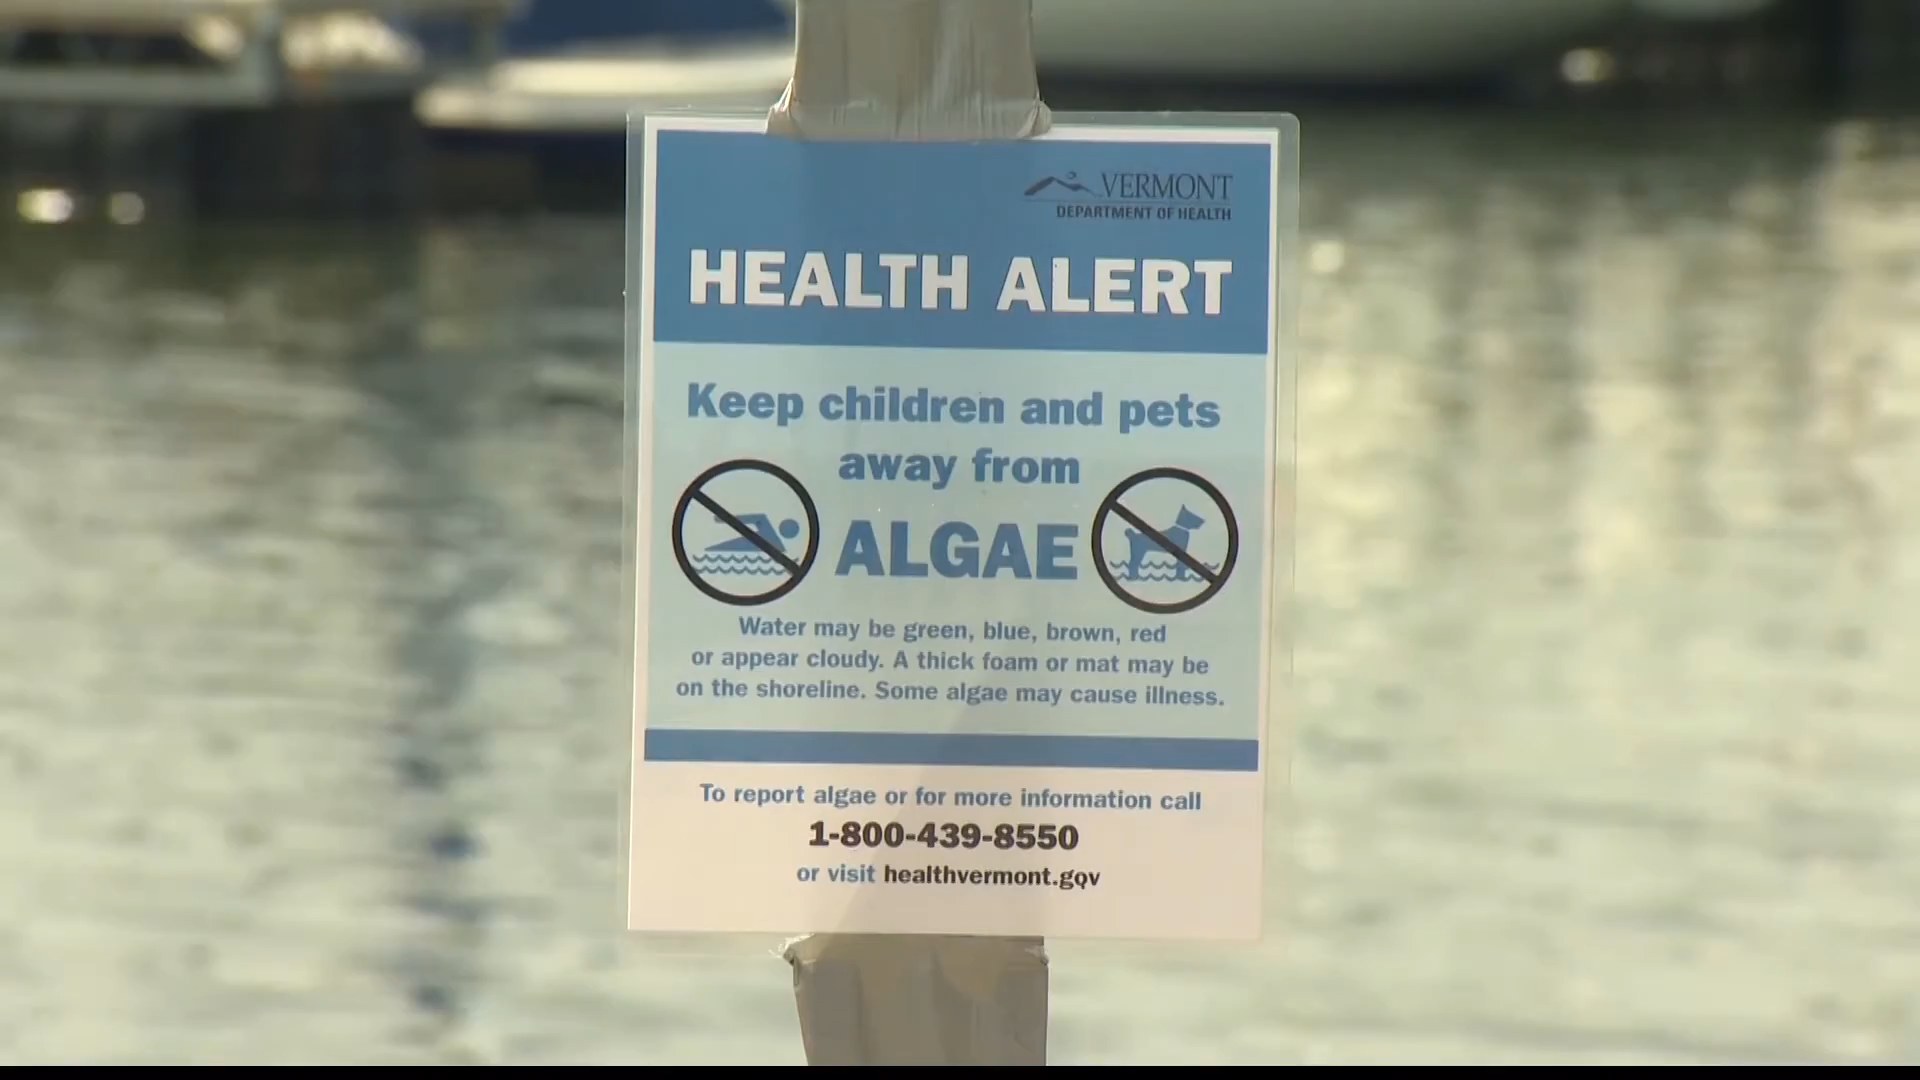 VERMONT
DEPARTMENT OF HEALTH
HEALTH ALERT
Keep children and pets
away from
ALGAE
Water may be green, blue, brown, red
or appear cloudy. A thick foam or mat may be
on the shoreline. Some algae may cause illness.
To report algae or for more information call
1-800-439-8550
or visit healthvermont.gov